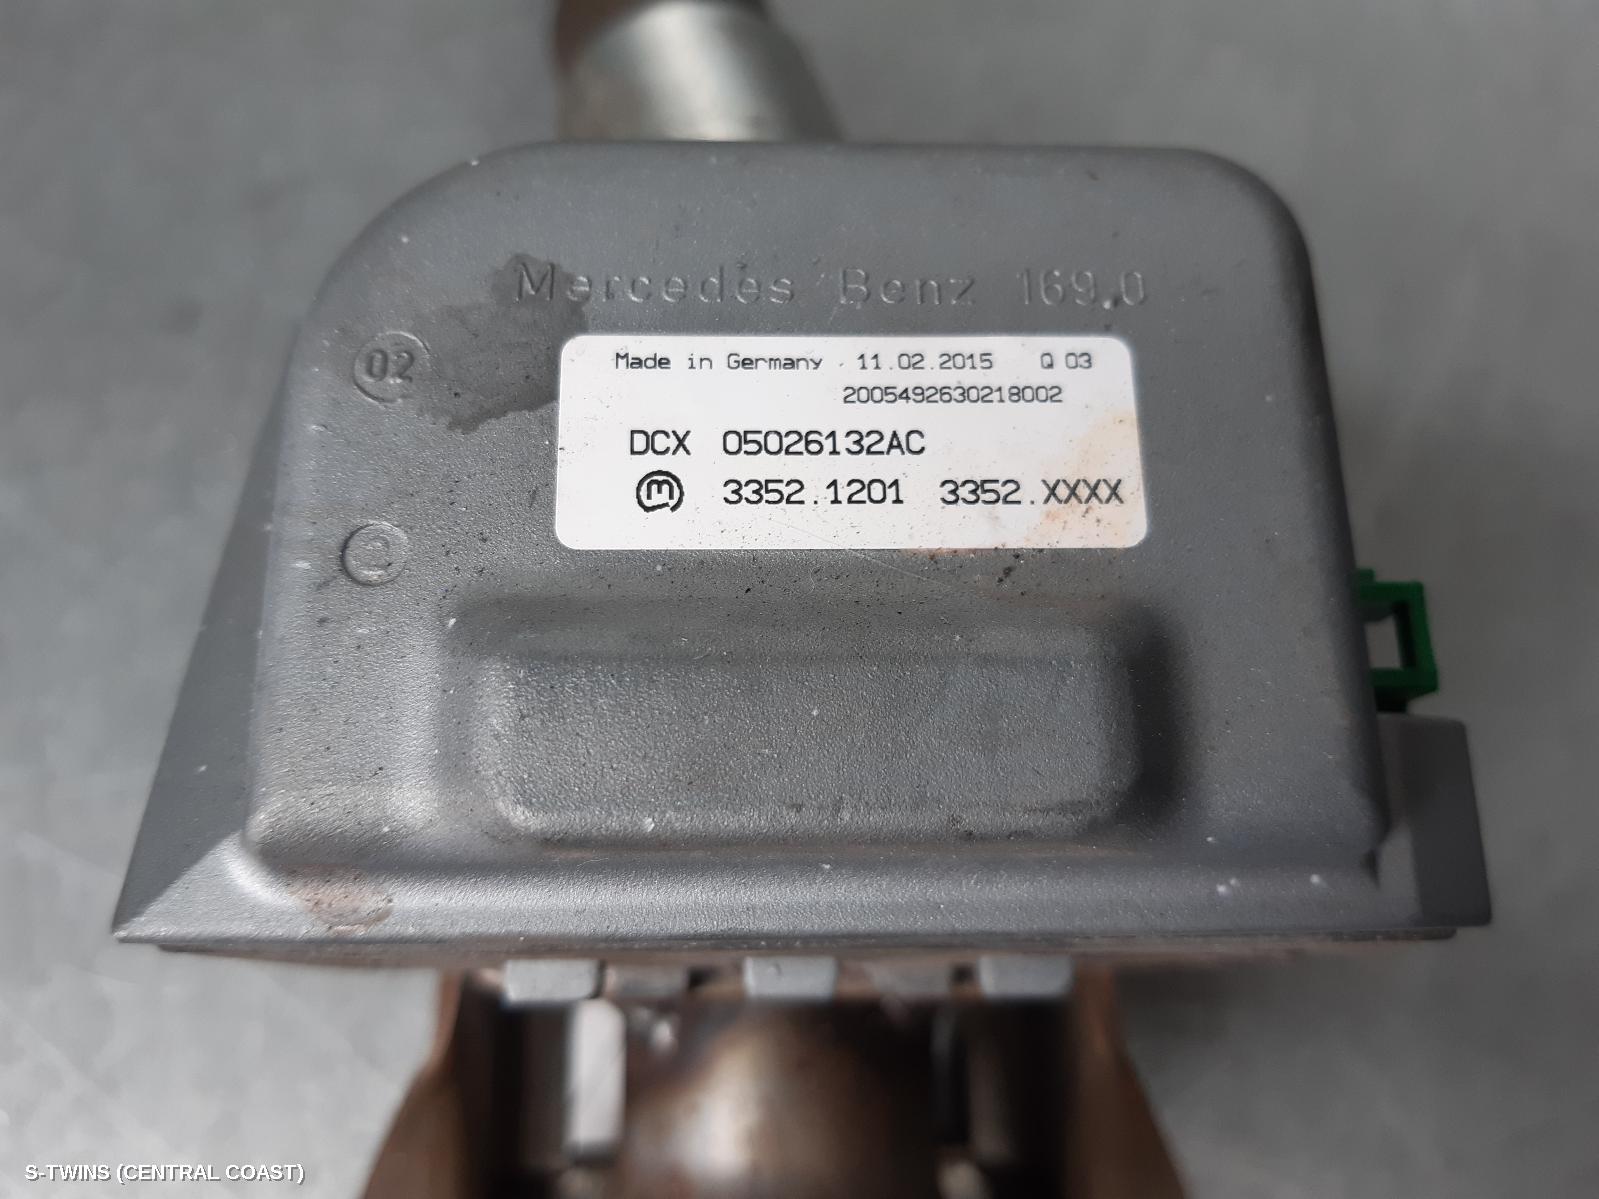 Mercedes Benz 169.0
02
Made in Germany 11.02.2015 Q 03
2005492630218002
DCX 05026132AC
M 3352.1201 3352.XXXX
S-TWINS (CENTRAL COAST)